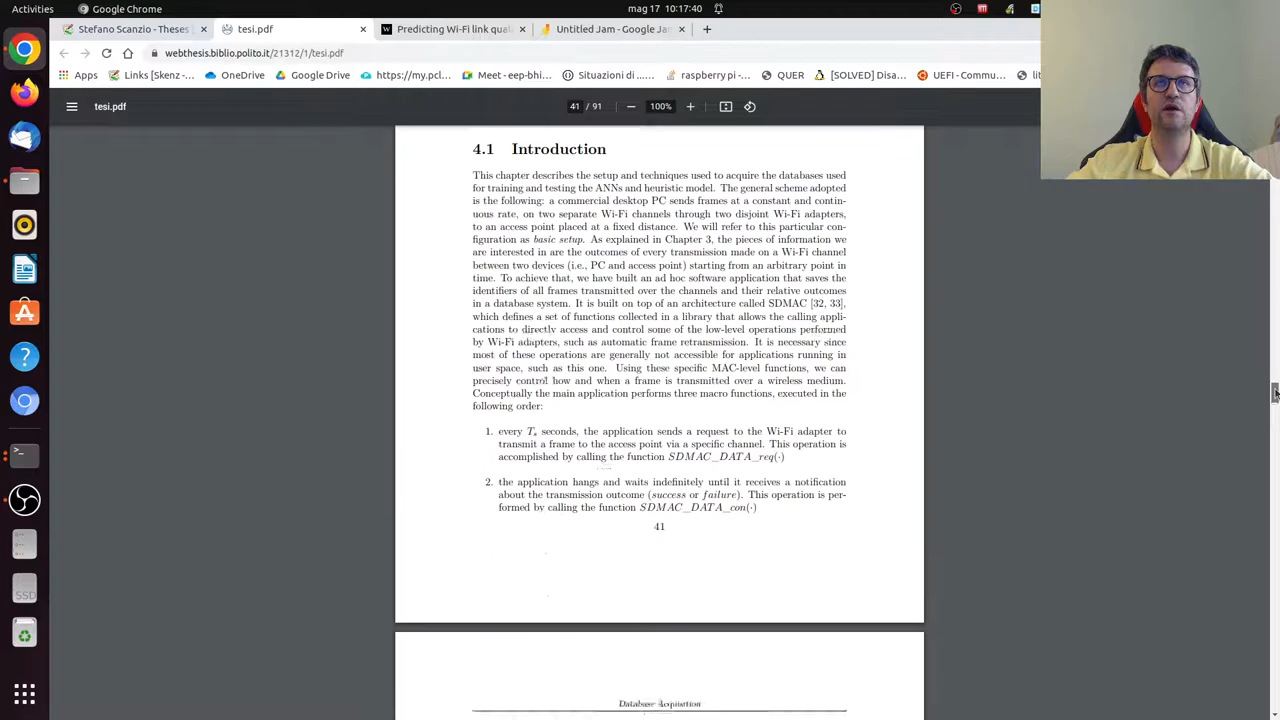 Activities
Google Chrome
mag 17 10:17:40
Stefano Scanzio – Theses
tesi.pdf
Predicting Wi-Fi link qual
Untitled Jam - Google Jam
webthesis.biblio.polito.it/21312/1/tesi.pdf
Apps
Links [Skenz -...
OneDrive
Google Drive
https://my.pcl...
Meet - eep-bhi...
Situazioni di ...
raspberry pi -...
QUER
[SOLVED] Disa...
UEFI - Commu...
tesi.pdf
41 / 91
100%
4.1 Introduction
This chapter describes the setup and techniques used to acquire the databases used
for training and testing the ANNs and heuristic model. The general scheme adopted
is the following: a commercial desktop PC sends frames at a constant and contin-
uous rate, on two separate Wi-Fi channels through two disjoint Wi-Fi adapters,
to an access point placed at a fixed distance. We will refer to this particular con-
figuration as basic setup. As explained in Chapter 3, the pieces of information we
are interested in are the outcomes of every transmission made on a Wi-Fi channel
between two devices (i.e., PC and access point) starting from an arbitrary point in
time. To achieve that, we have built an ad hoc software application that saves the
identifiers of all frames transmitted over the channels and their relative outcomes
in a database system. It is built on top of an architecture called SDMAC [32, 33],
which defines a set of functions collected in a library that allows the calling appli-
cations to directly access and control some of the low-level operations performed
by Wi-Fi adapters, such as automatic frame retransmission. It is necessary since
most of these operations are generally not accessible for applications running in
user space, such as this one. Using these specific MAC-level functions, we can
precisely control how and when a frame is transmitted over a wireless medium.
Conceptually the main application performs three macro functions, executed in the
following order:
1. every Ts seconds, the application sends a request to the Wi-Fi adapter to
transmit a frame to the access point via a specific channel. This operation is
accomplished by calling the function SDMAC_DATA_req(·)
2. the application hangs and waits indefinitely until it receives a notification
about the transmission outcome (success or failure). This operation is per-
formed by calling the function SDMAC_DATA_con(·)
41
Database Acquisition
SSD